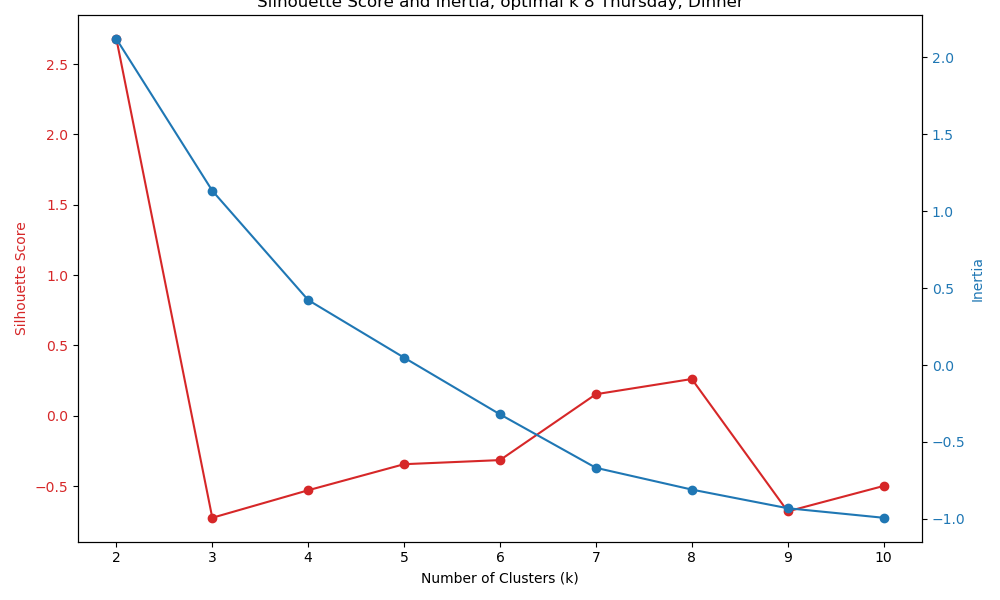 Silhouette Score and Inertia, optimal k 8 Thursday, Dinner
2.5
2.0
1.5
1.0
0.5
0.0
−0.5
Silhouette Score
2.0
1.5
1.0
0.5
0.0
−0.5
−1.0
Inertia
2 3 4 5 6 7 8 9 10
Number of Clusters (k)